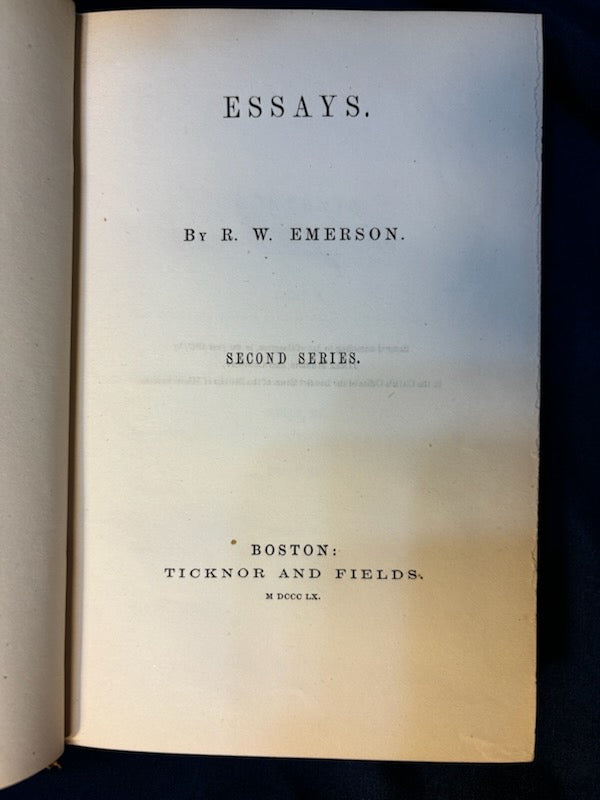 ESSAYS.
BY R. W. EMERSON.
SECOND SERIES.
BOSTON:
TICKNOR AND FIELDS.
M DCCC LX.